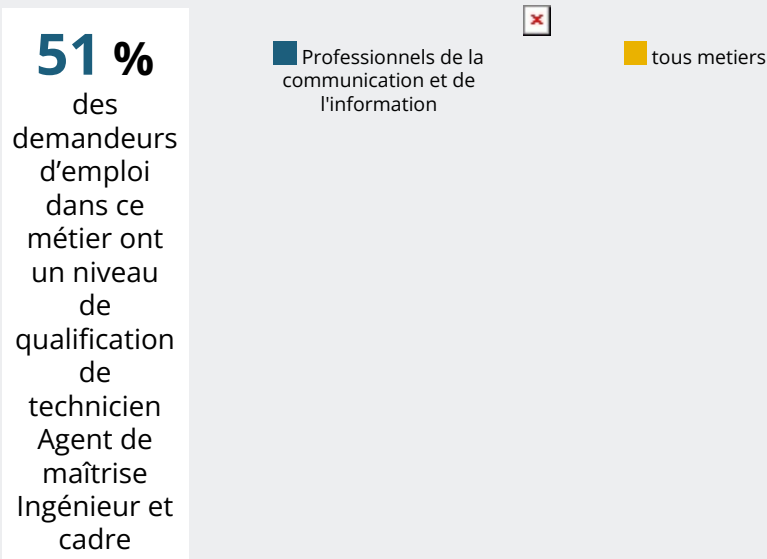 51 %
des
demandeurs
d’emploi
dans ce
métier ont
un niveau
de
qualification
de
technicien
Agent de
maîtrise
Ingénieur et
cadre
Professionnels de la
communication et de
l'information
tous metiers